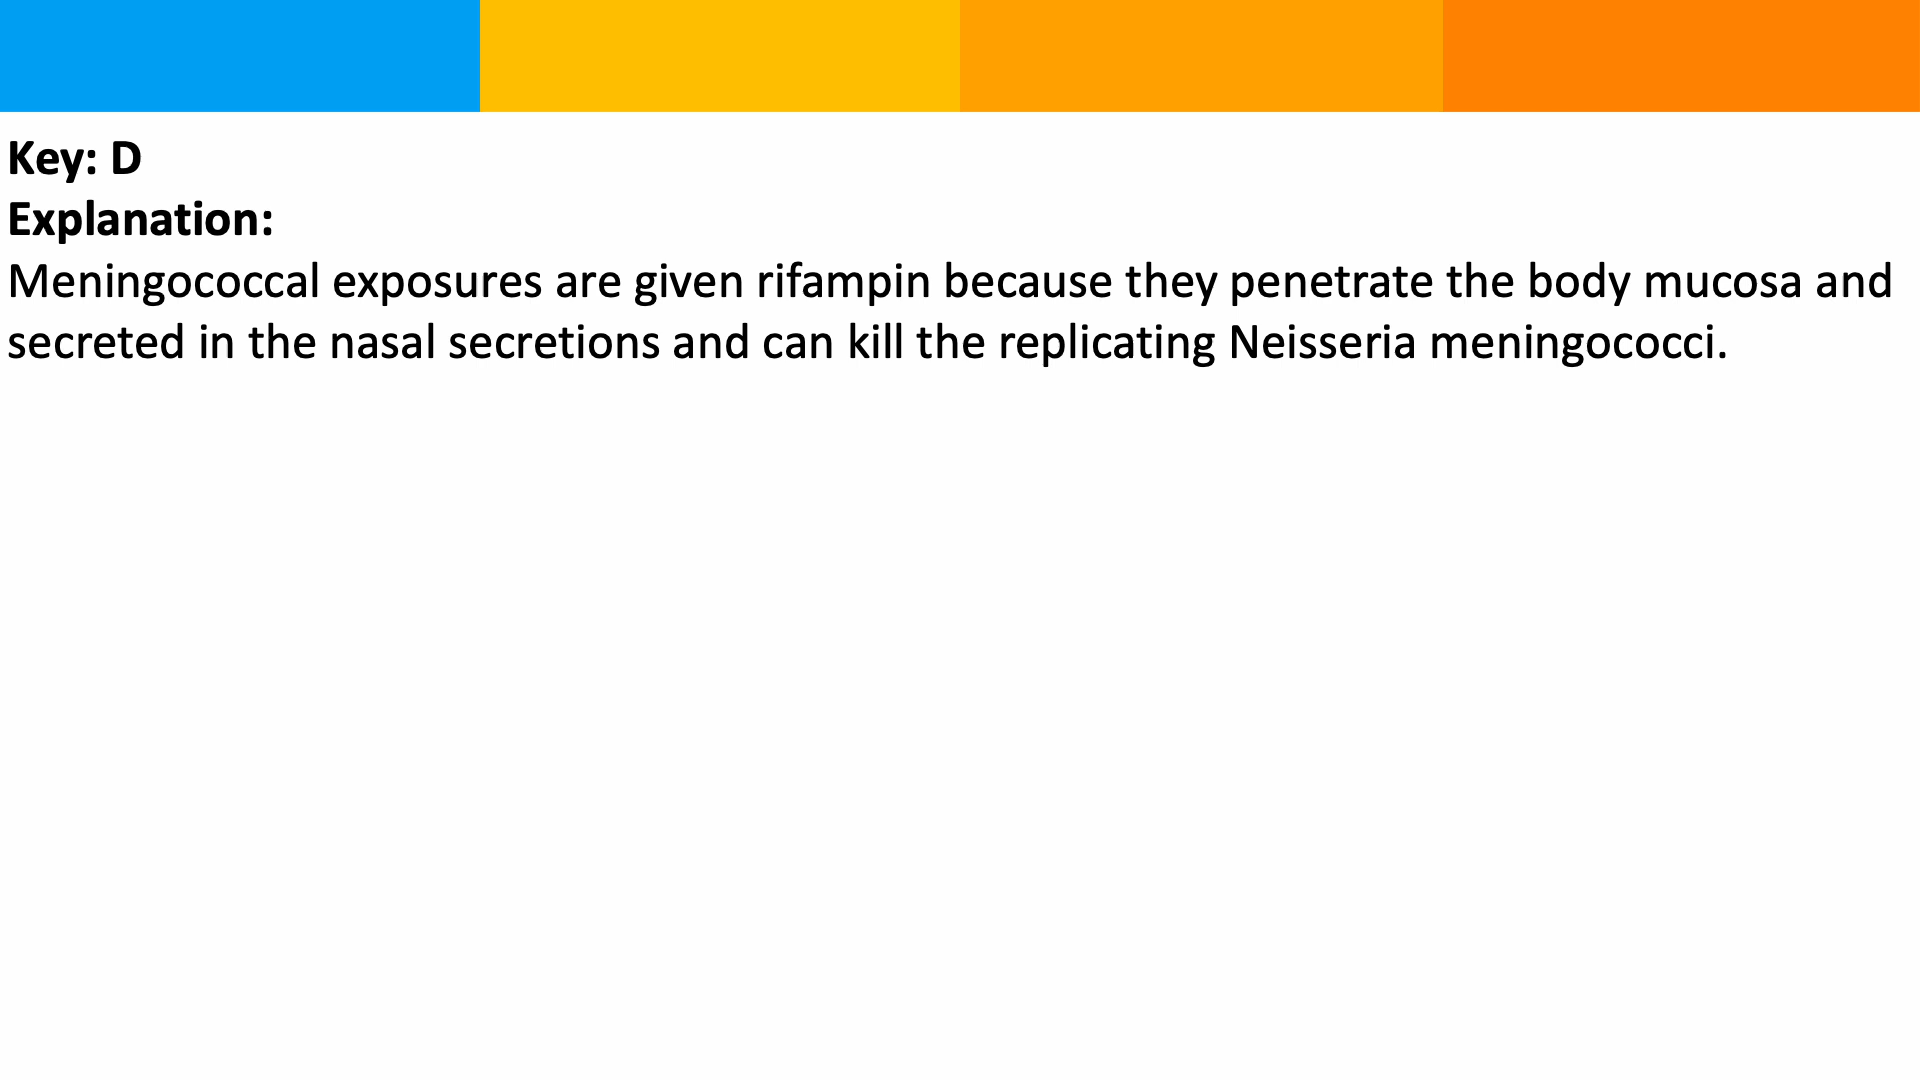 Key: D
Explanation:
Meningococcal exposures are given rifampin because they penetrate the body mucosa and
secreted in the nasal secretions and can kill the replicating Neisseria meningococci.